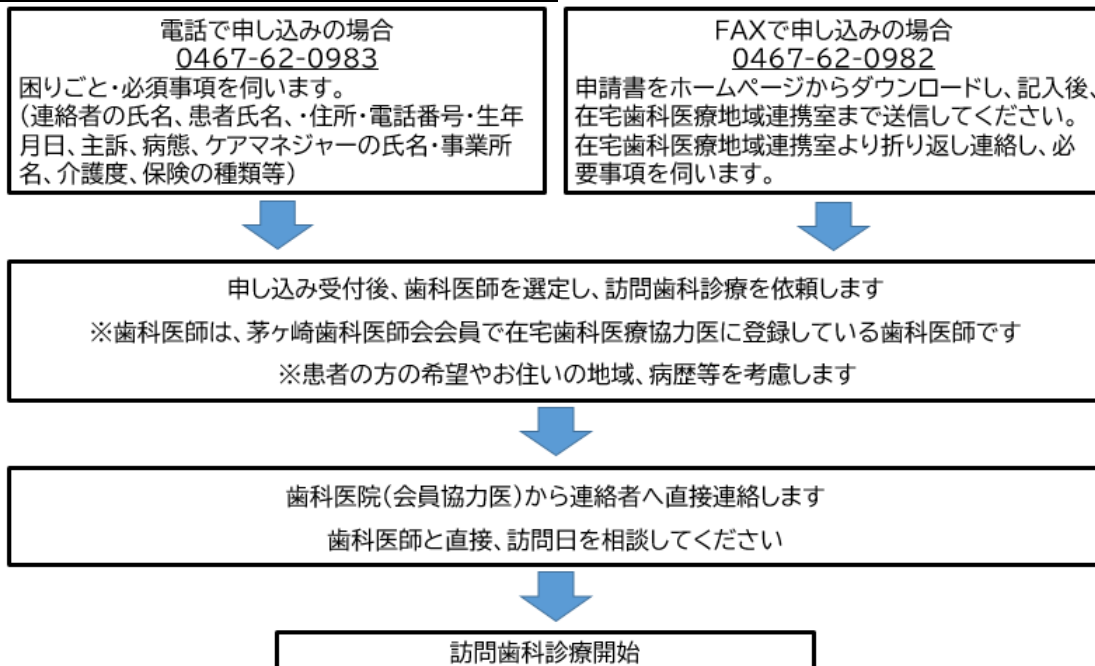 電話で申し込みの場合
0467-62-0983
困りごと・必須事項を伺います。
(連絡者の氏名、患者氏名、・住所・電話番号・生年
月日、主訴、病態、ケアマネジャーの氏名・事業所
名、介護度、保険の種類等)
FAXで申し込みの場合
0467-62-0982
申請書をホームページからダウンロードし、記入後、
在宅歯科医療地域連携室まで送信してください。
在宅歯科医療地域連携室より折り返し連絡し、必
要事項を伺います。
申し込み受付後、歯科医師を選定し、訪問歯科診療を依頼します
※歯科医師は、茅ヶ崎歯科医師会会員で在宅歯科医療協力医に登録している歯科医師です
※患者の方の希望やお住いの地域、病歴等を考慮します
歯科医院(会員協力医)から連絡者へ直接連絡します
歯科医師と直接、訪問日を相談してください
訪問歯科診療開始